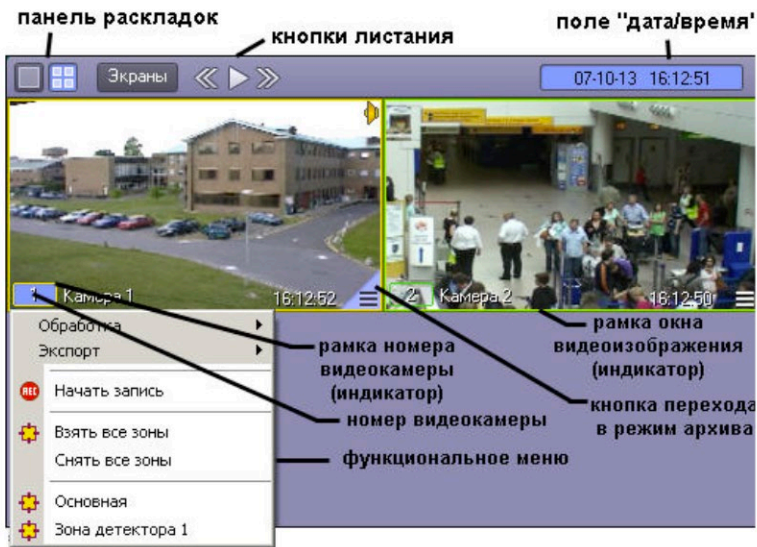 панель раскладок
кнопки листания
поле "дата/время"
Экраны
07-10-13 16:12:51
1 Камера 1 16:12:52
2 Камера 2 16:12:50
Обработка
Экспорт
REC Начать запись
Взять все зоны
Снять все зоны
Основная
Зона детектора 1
рамка номера
видеокамеры
(индикатор)
номер видеокамеры
функциональное меню
рамка окна
видеоизображения
(индикатор)
кнопка перехода
в режим архива